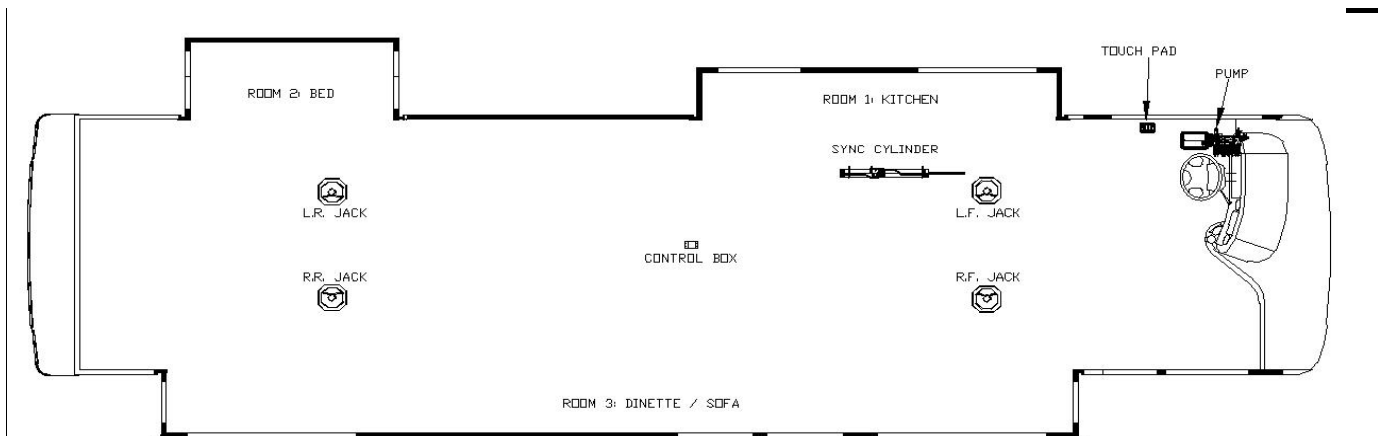 TOUCH PAD
PUMP
ROOM 2: BED
ROOM 1: KITCHEN
SYNC CYLINDER
L.R. JACK
L.F. JACK
CONTROL BOX
R.R. JACK
R.F. JACK
ROOM 3: DINETTE / SOFA